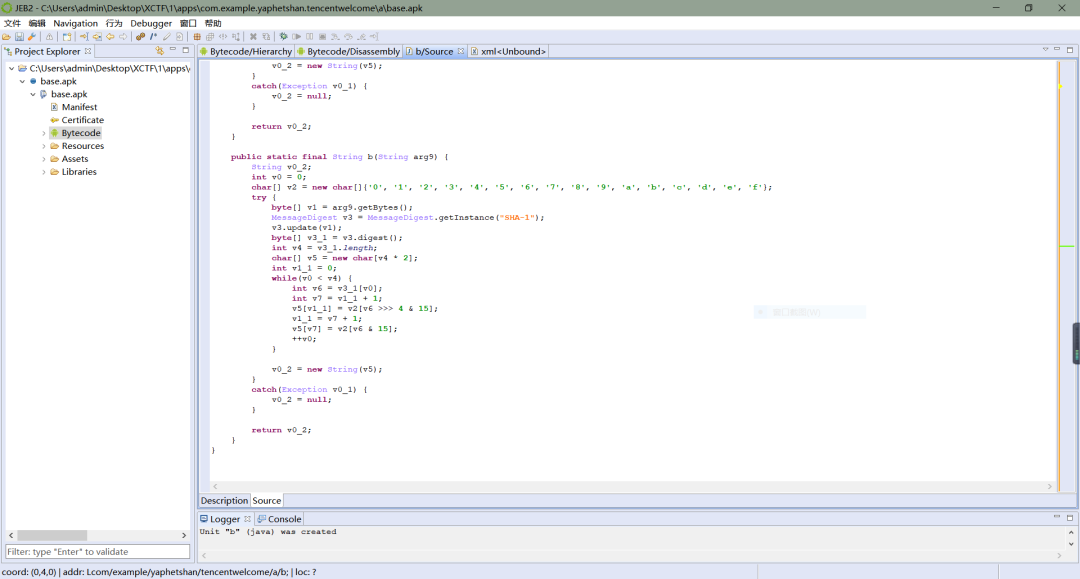 JEB2 - C:\Users\admin\Desktop\XCTF\1\apps\com.example.yaphetshan.tencentwelcome\a\base.apk
文件 编辑 Navigation 行为 Debugger 窗口 帮助
Project Explorer
Bytecode/Hierarchy Bytecode/Disassembly b/Source xml<Unbound>
C:\Users\admin\Desktop\XCTF\1\apps\
base.apk
base.apk
Manifest
Certificate
Bytecode
Resources
Assets
Libraries
Filter: type "Enter" to validate
v0_2 = new String(v5);
}
catch(Exception v0_1) {
v0_2 = null;
}
return v0_2;
}
public static final String b(String arg9) {
String v0_2;
int v0 = 0;
char[] v2 = new char[]{'0', '1', '2', '3', '4', '5', '6', '7', '8', '9', 'a', 'b', 'c', 'd', 'e', 'f'};
try {
byte[] v1 = arg9.getBytes();
MessageDigest v3 = MessageDigest.getInstance("SHA-1");
v3.update(v1);
byte[] v3_1 = v3.digest();
int v4 = v3_1.length;
char[] v5 = new char[v4 * 2];
int v1_1 = 0;
while(v0 < v4) {
int v6 = v3_1[v0];
int v7 = v1_1 + 1;
v5[v1_1] = v2[v6 >>> 4 & 15];
v1_1 = v7 + 1;
v5[v7] = v2[v6 & 15];
++v0;
}
v0_2 = new String(v5);
}
catch(Exception v0_1) {
v0_2 = null;
}
return v0_2;
}
}
Description Source
Logger Console
Unit "b" (java) was created
coord: (0,4,0) | addr: Lcom/example/yaphetshan/tencentwelcome/a/b; | loc: ?